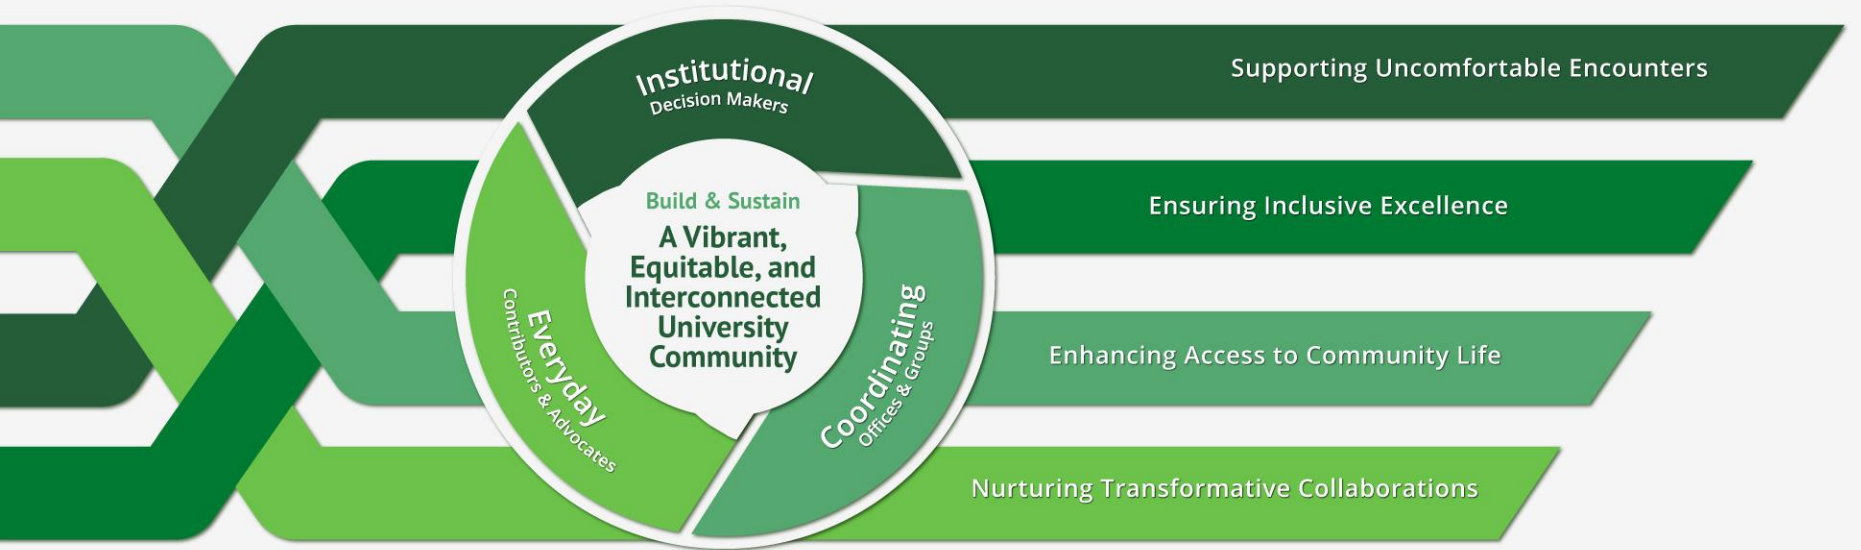 Institutional
Decision Makers
Build & Sustain
A Vibrant,
Equitable, and
Interconnected
University
Community
Everyday
Contributors & Advocates
Coordinating
Offices & Groups
Supporting Uncomfortable Encounters
Ensuring Inclusive Excellence
Enhancing Access to Community Life
Nurturing Transformative Collaborations